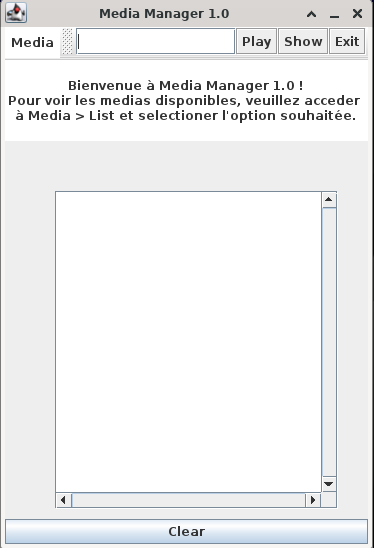 Media Manager 1.0
Media
Play Show Exit
Bienvenue à Media Manager 1.0 !
Pour voir les medias disponibles, veuillez acceder
à Media > List et selectioner l'option souhaitée.
Clear